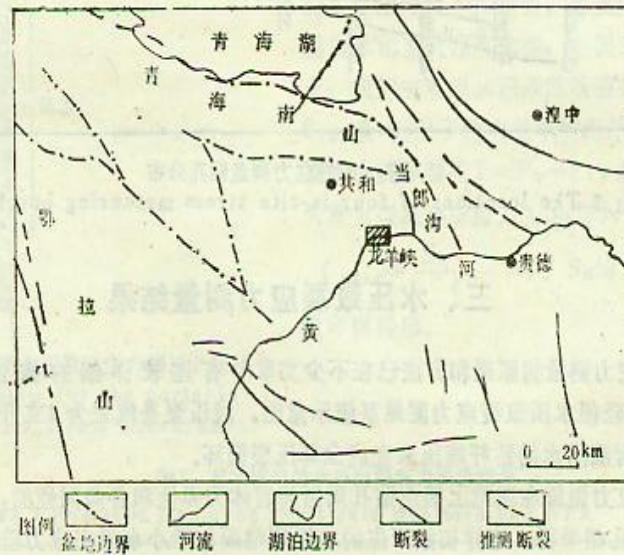 青海湖
青海南山
湟中
共和
当郎沟
鄂拉山
龙羊峡
贵德
黄河
0 20km
图例
盆地边界
河流
湖泊边界
断裂
推测断裂